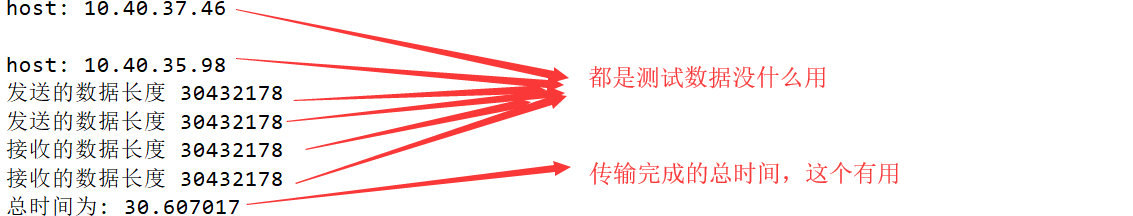 host: 10.40.37.46
host: 10.40.35.98
发送的数据长度 30432178
发送的数据长度 30432178
接收的数据长度 30432178
接收的数据长度 30432178
总时间为: 30.607017
都是测试数据没什么用
传输完成的总时间，这个有用